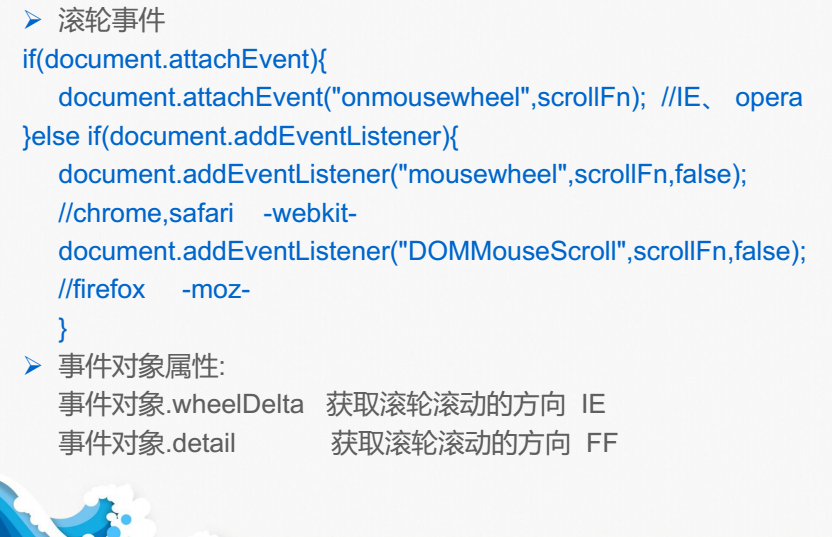 ➢ 滚轮事件
if(document.attachEvent){
document.attachEvent("onmousewheel",scrollFn); //IE、 opera
}else if(document.addEventListener){
document.addEventListener("mousewheel",scrollFn,false);
//chrome,safari -webkit-
document.addEventListener("DOMMouseScroll",scrollFn,false);
//firefox -moz-
}
➢ 事件对象属性:
事件对象.wheelDelta 获取滚轮滚动的方向 IE
事件对象.detail 获取滚轮滚动的方向 FF